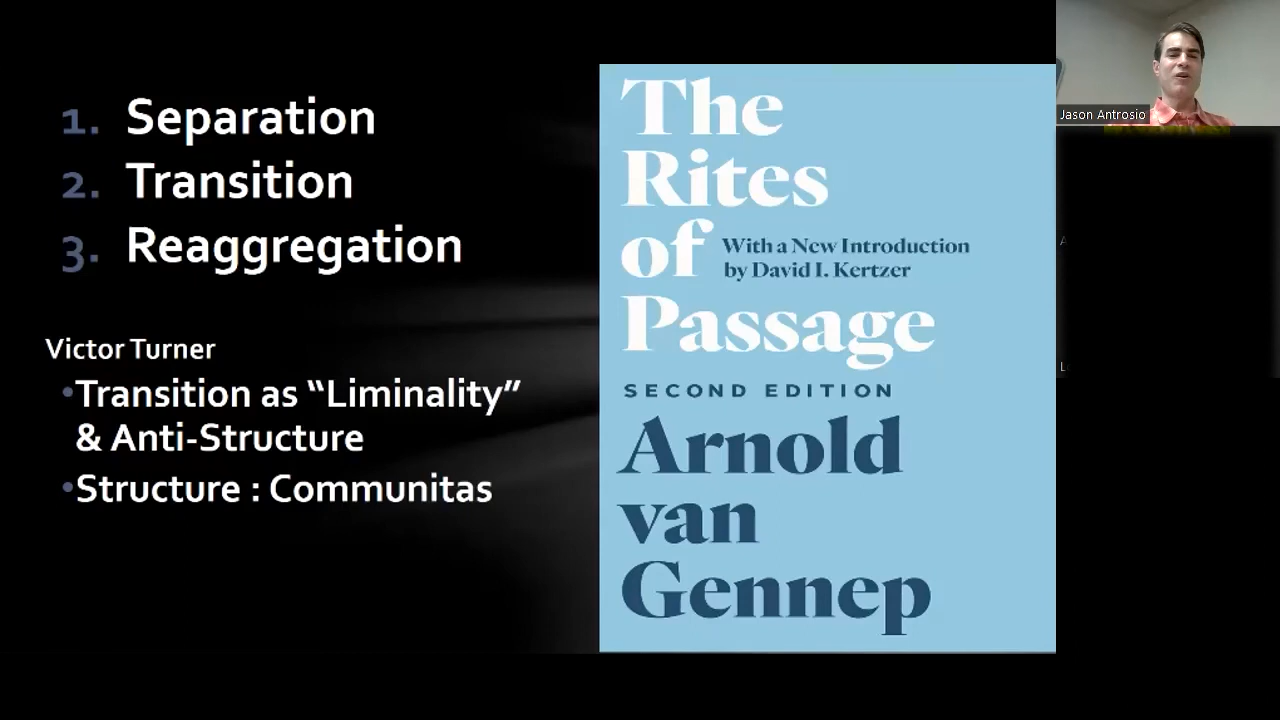 1. Separation
2. Transition
3. Reaggregation
Victor Turner
•Transition as “Liminality”
& Anti-Structure
•Structure : Communitas
The
Rites
of
With a New Introduction
by David I. Kertzer
Passage
SECOND EDITION
Arnold
van
Gennep
Jason Antrosio